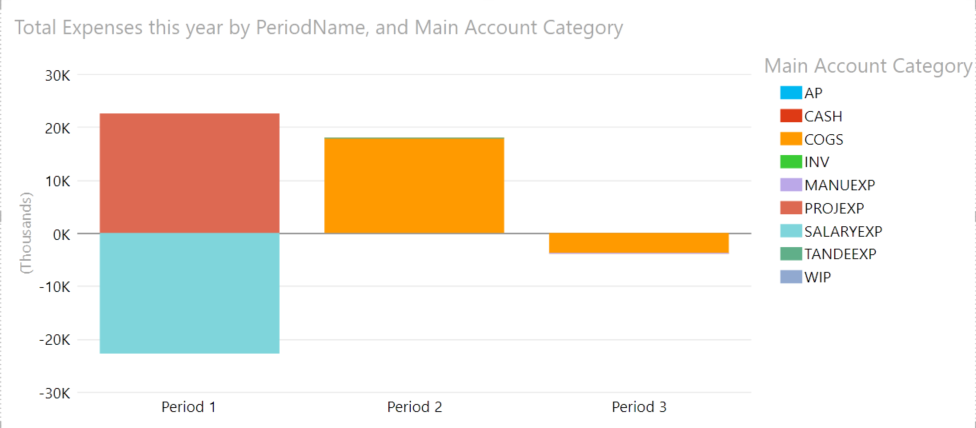 Total Expenses this year by PeriodName, and Main Account Category
Main Account Category
AP
CASH
COGS
INV
MANUEXP
PROJEXP
SALARYEXP
TANDEEXP
WIP
(Thousands)
30K
20K
10K
0K
-10K
-20K
-30K
Period 1
Period 2
Period 3